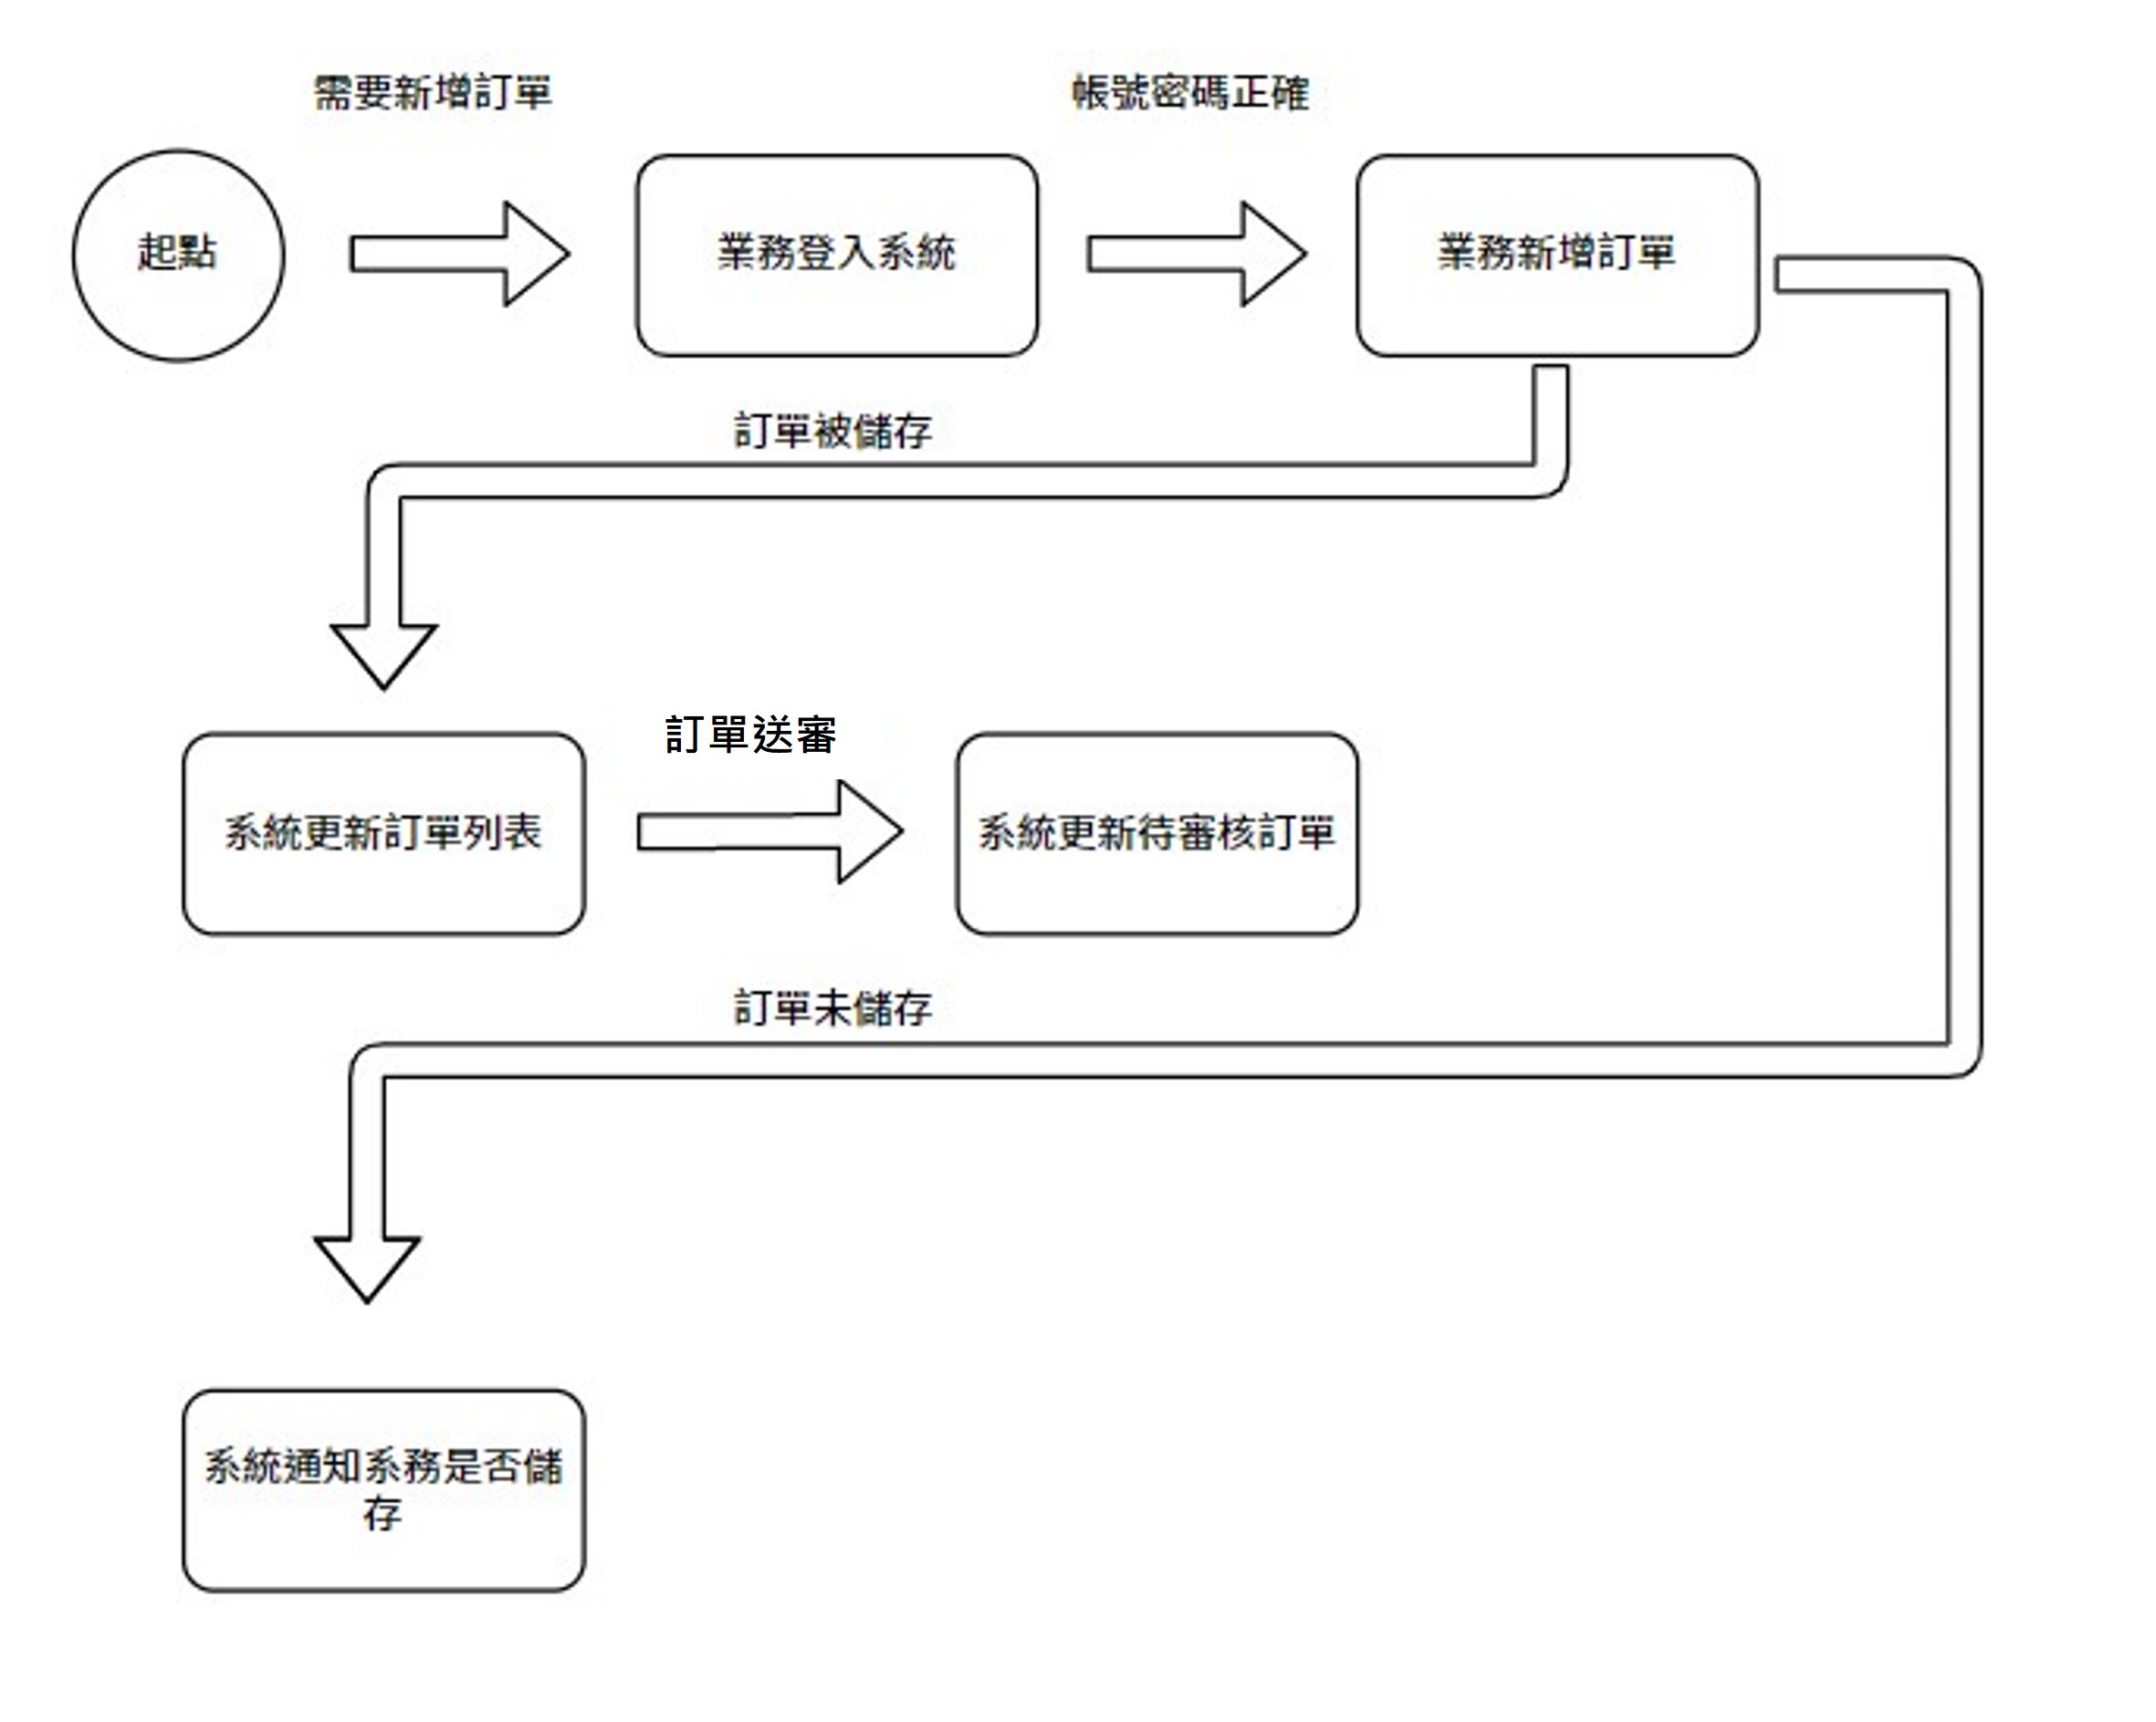 需要新增訂單
帳號密碼正確
起點
業務登入系統
業務新增訂單
訂單被儲存
訂單送審
系統更新訂單列表
系統更新待審核訂單
訂單未儲存
系統通知系務是否儲
存